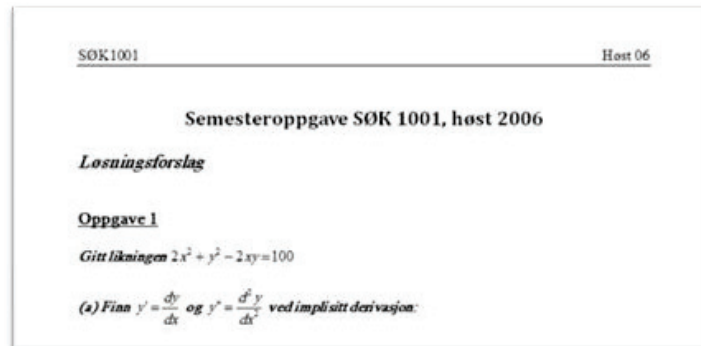 SØK1001 Høst 06
Semesteroppgave SØK 1001, høst 2006
Løsningsforslag
Oppgave 1
Gitt likningen 2x² + y² − 2xy=100
(a) Finn y' = dy/dx og y'' = d²y/dx² ved implisitt derivasjon: